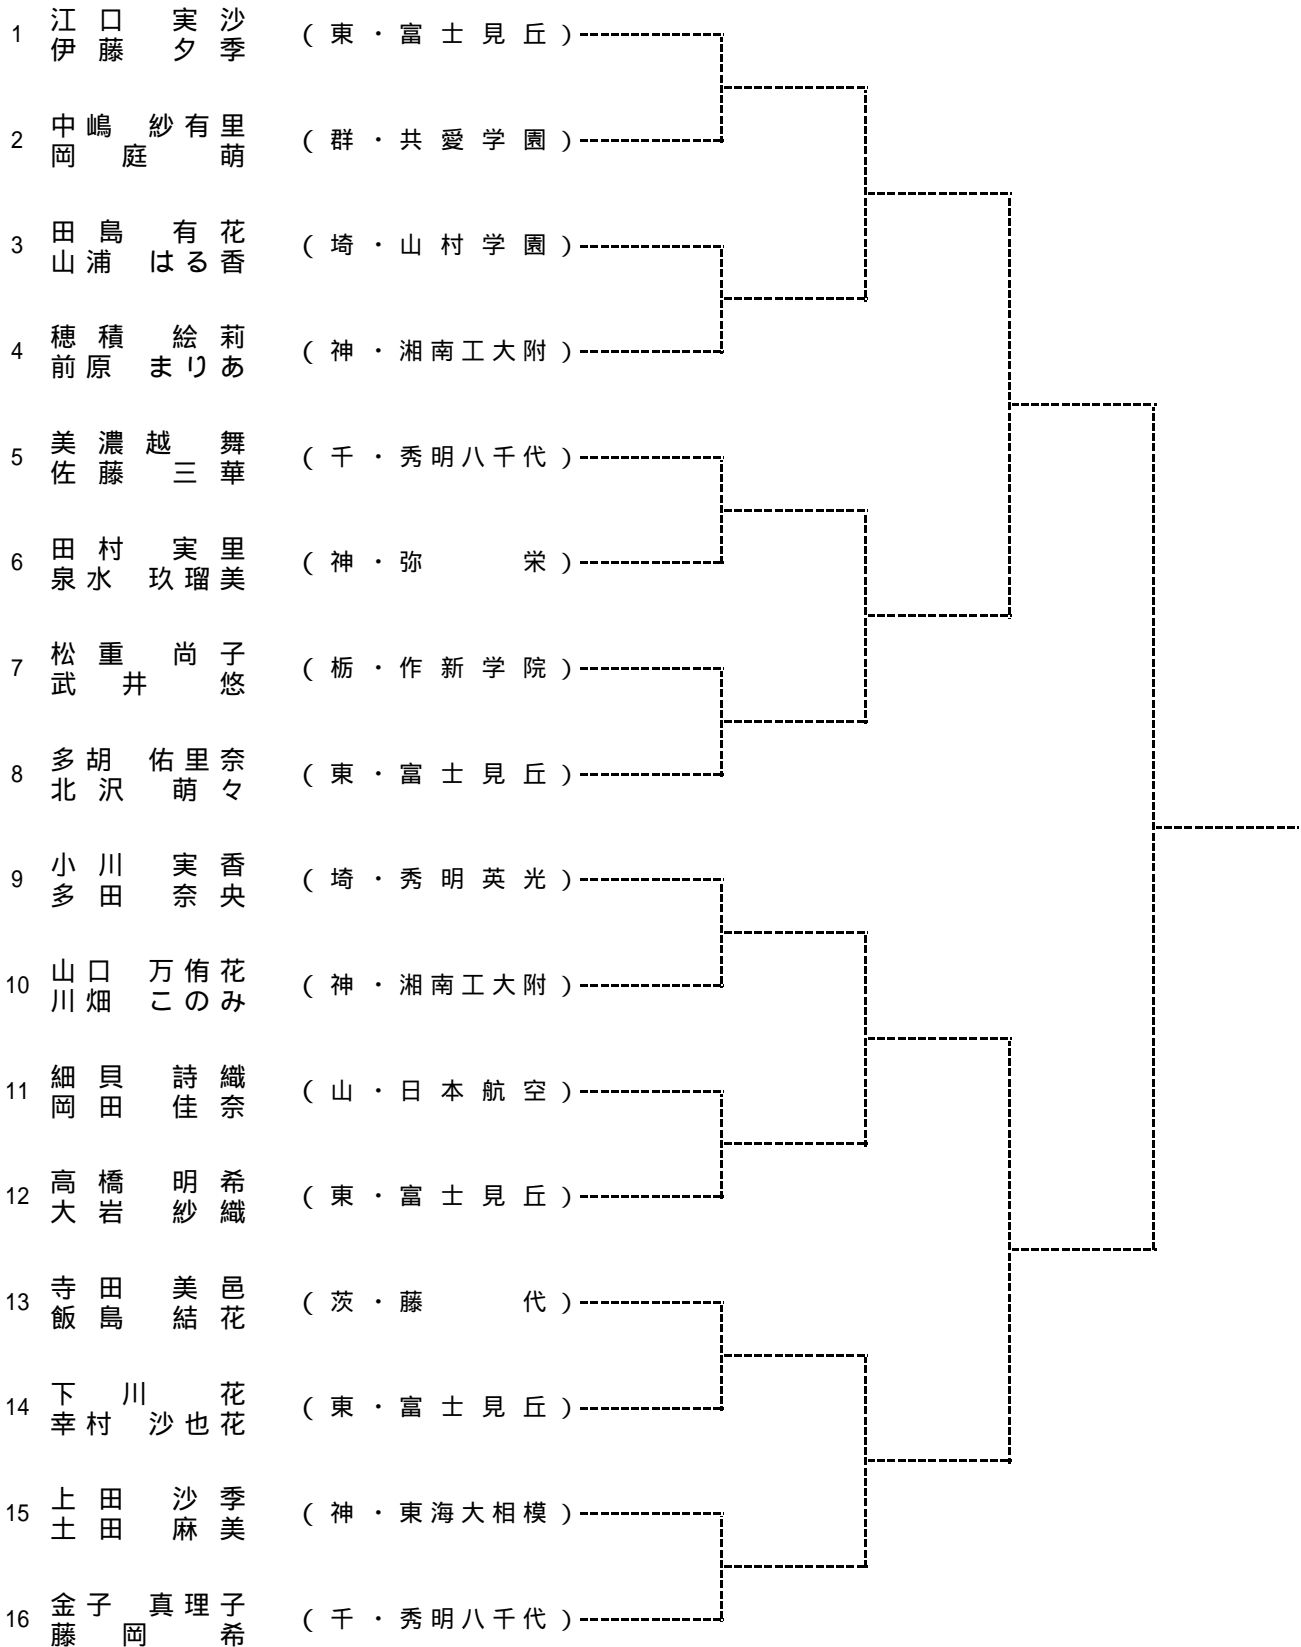 1 江口 実沙 (東・富士見丘)
伊藤 夕季
2 中嶋 紗有里 (群・共愛学園)
岡庭 萌
3 田島 有花 (埼・山村学園)
山浦 はる香
4 穂積 絵莉 (神・湘南工大附)
前原 まりあ
5 美濃越 舞 (千・秀明八千代)
佐藤 三華
6 田村 実里 (神・弥栄)
泉水 玖瑠美
7 松重 尚子 (栃・作新学院)
武井 悠
8 多胡 佑里奈 (東・富士見丘)
北沢 萌々
9 小川 実香 (埼・秀明英光)
多田 奈央
10 山口 万侑花 (神・湘南工大附)
川畑 このみ
11 細貝 詩織 (山・日本航空)
岡田 佳奈
12 高橋 明希 (東・富士見丘)
大岩 紗織
13 寺田 美邑 (茨・藤代)
飯島 結花
14 下川 花 (東・富士見丘)
幸村 沙也花
15 上田 沙季 (神・東海大相模)
土田 麻美
16 金子 真理子 (千・秀明八千代)
藤岡 希